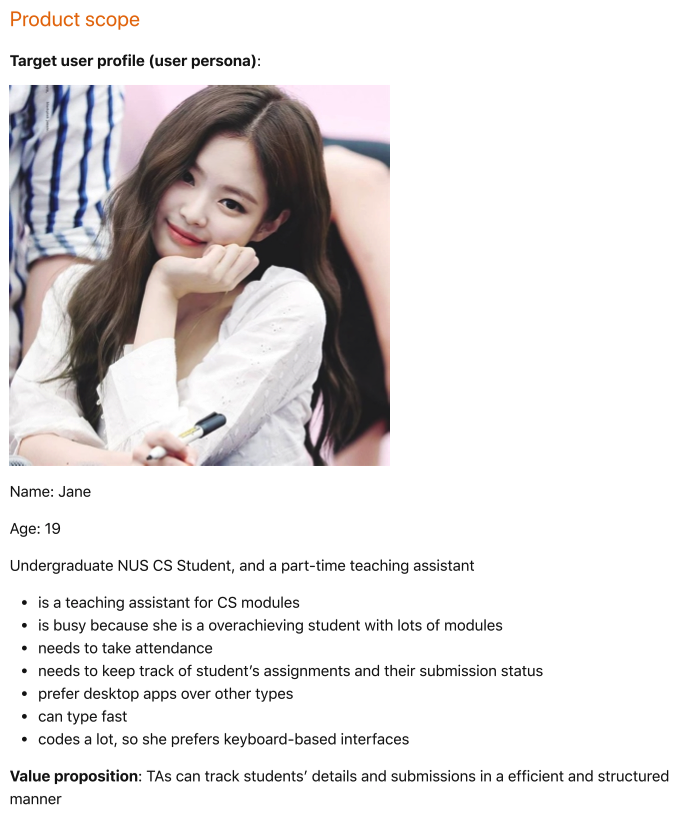 Product scope
Target user profile (user persona):
Name: Jane
Age: 19
Undergraduate NUS CS Student, and a part-time teaching assistant
• is a teaching assistant for CS modules
• is busy because she is a overachieving student with lots of modules
• needs to take attendance
• needs to keep track of student’s assignments and their submission status
• prefer desktop apps over other types
• can type fast
• codes a lot, so she prefers keyboard-based interfaces
Value proposition: TAs can track students’ details and submissions in a efficient and structured
manner